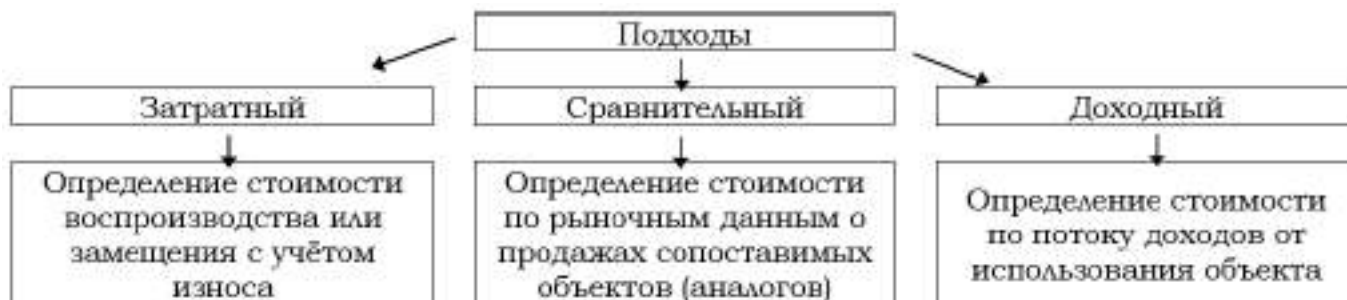 Подходы
Затратный
Сравнительный
Доходный
Определение стоимости
воспроизводства или
замещения с учётом
износа
Определение стоимости
по рыночным данным о
продажах сопоставимых
объектов (аналогов)
Определение стоимости
по потоку доходов от
использования объекта